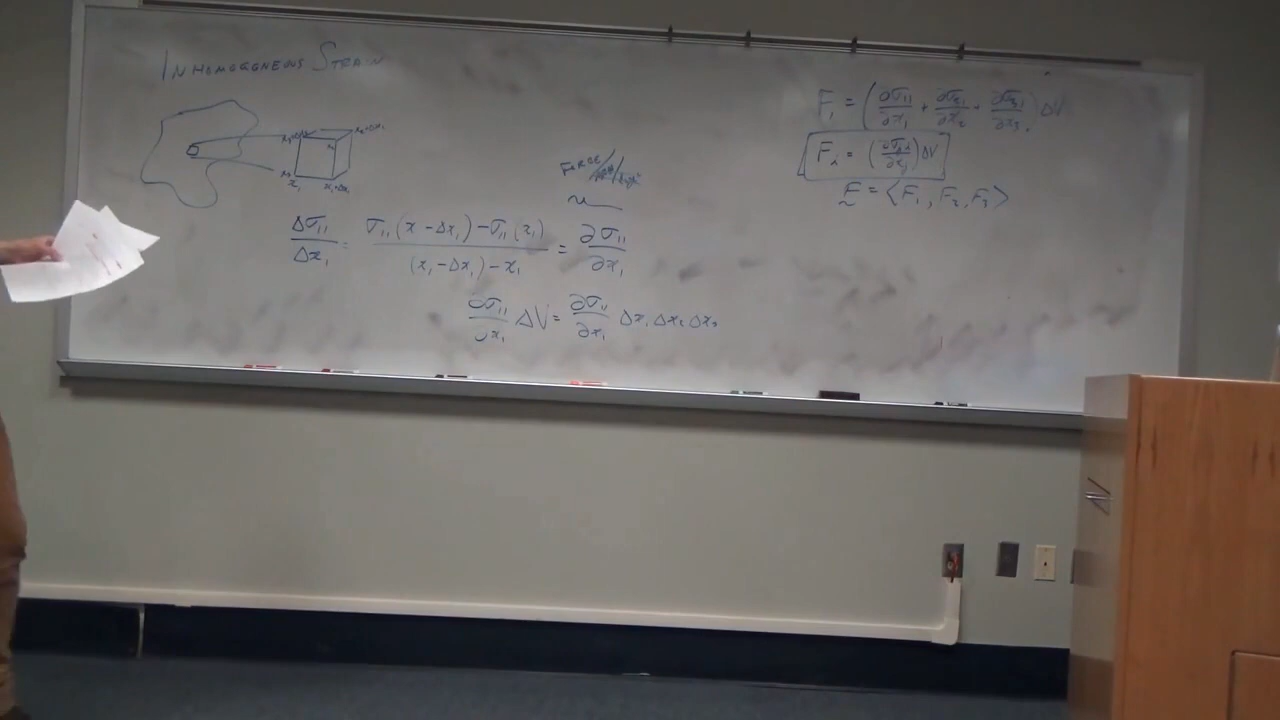 INHOMOGENEOUS STRAIN
x₁
x₁+Δx₁
FORCE/
Δσ₁₁/Δx₁ = (σ₁₁(x-Δx₁)-σ₁₁(x₁))/((x₁-Δx₁)-x₁) = ∂σ₁₁/∂x₁
∂σ₁₁/∂x₁ ΔV = ∂σ₁₁/∂x₁ Δx₁ Δx₂ Δx₃
F₁ = (∂σ₁₁/∂x₁ + ∂σ₂₁/∂x₂ + ∂σ₃₁/∂x₃) ΔV
F = ⟨F₁, F₂, F₃⟩